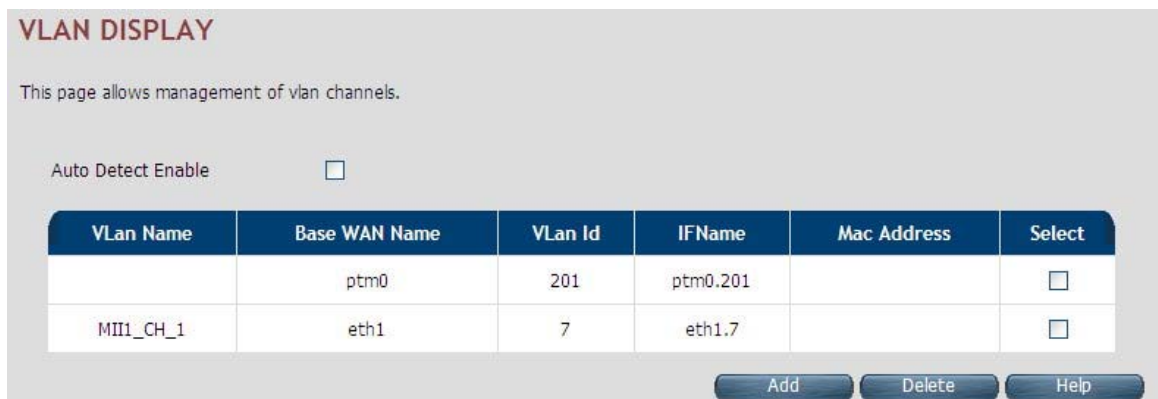 VLAN DISPLAY
This page allows management of vlan channels.
Auto Detect Enable
VLan Name Base WAN Name VLan Id IFName Mac Address Select
ptm0 201 ptm0.201
MII1_CH_1 eth1 7 eth1.7
Add Delete Help